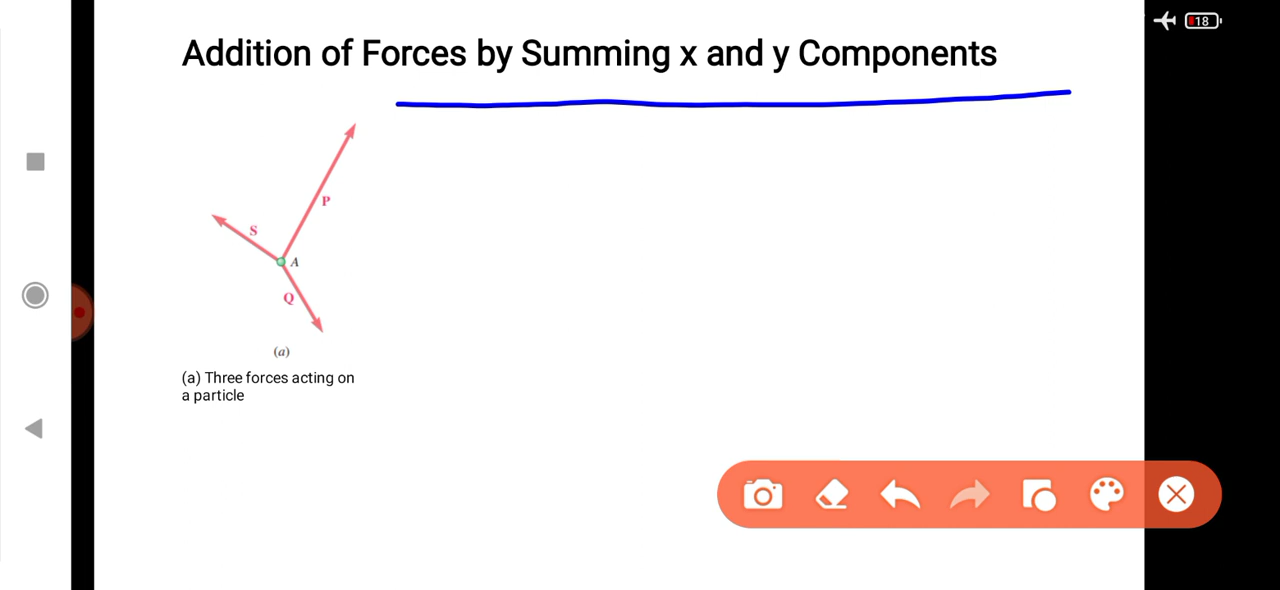 18
Addition of Forces by Summing x and y Components
P
S
A
Q
(a)
(a) Three forces acting on
a particle